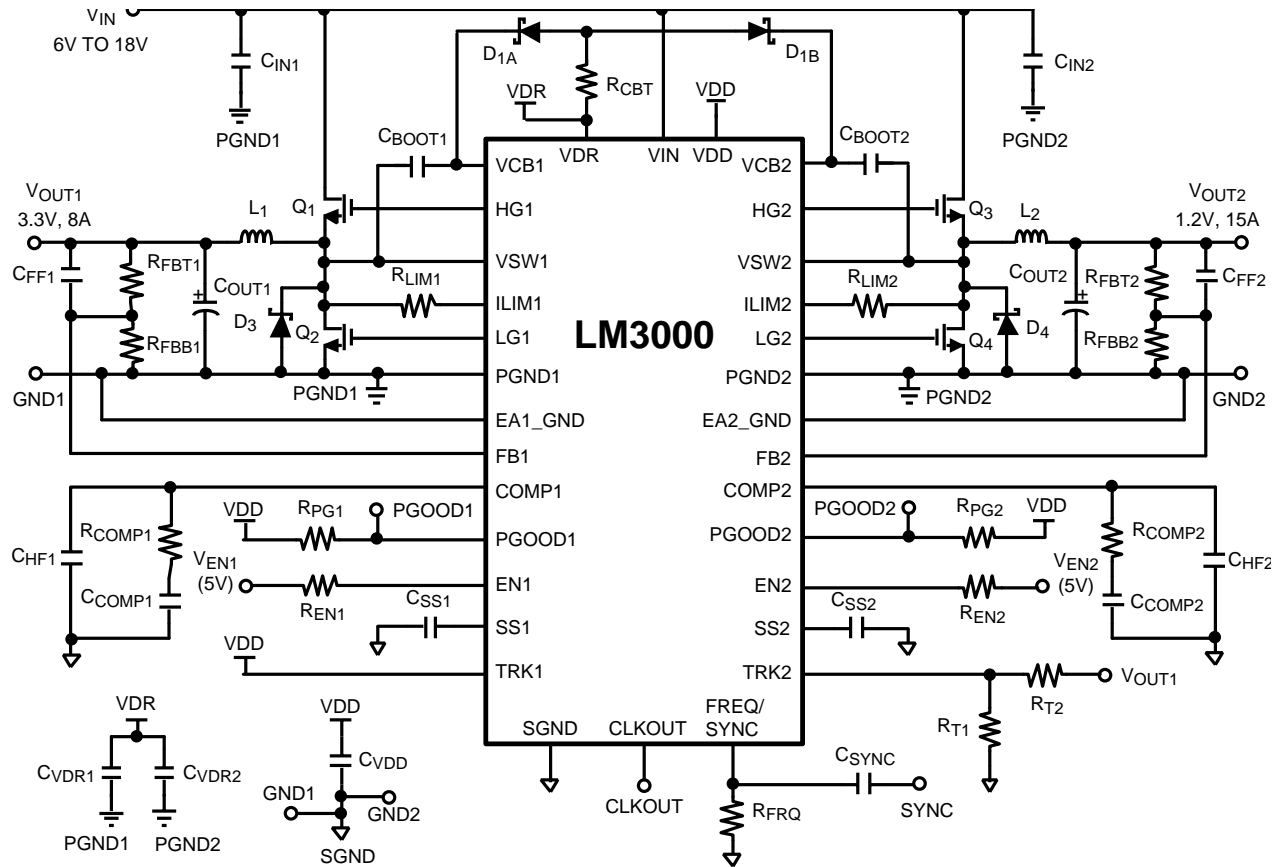 VIN
6V TO 18V
CIN1
D1A
D1B
CIN2
RCBT
VDR
VDD
PGND1
PGND2
CBOOT1
CBOOT2
VDR
VIN
VDD
VCB1
VCB2
VOUT1
3.3V, 8A
L1
Q1
HG1
HG2
Q3
L2
VOUT2
1.2V, 15A
CFF1
RFBT1
COUT1
VSW1
VSW2
COUT2
RFBT2
CFF2
RLIM1
ILIM1
ILIM2
RLIM2
+
+
D3
Q2
LG1
LM3000
LG2
Q4
D4
RFBB1
RFBB2
GND1
PGND1
PGND1
PGND2
PGND2
GND2
EA1_GND
EA2_GND
FB1
FB2
COMP1
COMP2
VDD
RPG1
PGOOD1
PGOOD1
PGOOD2
PGOOD2
RPG2
VDD
CHF1
RCOMP1
CCOMP1
VEN1
(5V)
REN1
EN1
EN2
REN2
VEN2
(5V)
RCOMP2
CCOMP2
CHF2
CSS1
SS1
SS2
CSS2
VDD
TRK1
TRK2
RT2
VOUT1
RT1
SGND
CLKOUT
FREQ/
SYNC
VDR
CVDR1
CVDR2
PGND1
PGND2
VDD
CVDD
GND1
GND2
SGND
CLKOUT
RFRQ
CSYNC
SYNC